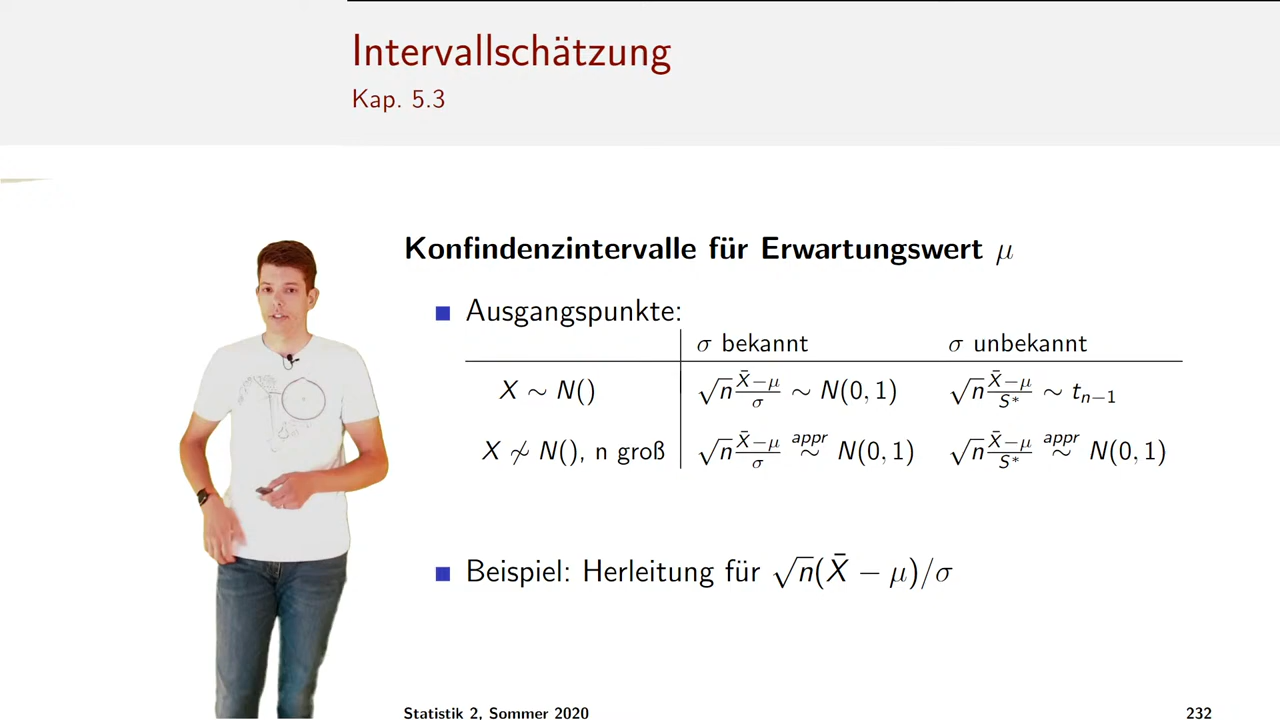 Intervallschätzung
Kap. 5.3
Konfindenzintervalle für Erwartungswert μ
■ Ausgangspunkte:
σ bekannt σ unbekannt
X ∼ N() √n (X̄−μ)/σ ∼ N(0, 1) √n (X̄−μ)/S* ∼ tₙ₋₁
X ≁ N(), n groß √n (X̄−μ)/σ appr ∼ N(0, 1) √n (X̄−μ)/S* appr ∼ N(0, 1)
■ Beispiel: Herleitung für √n(X̄ − μ)/σ
Statistik 2, Sommer 2020 232